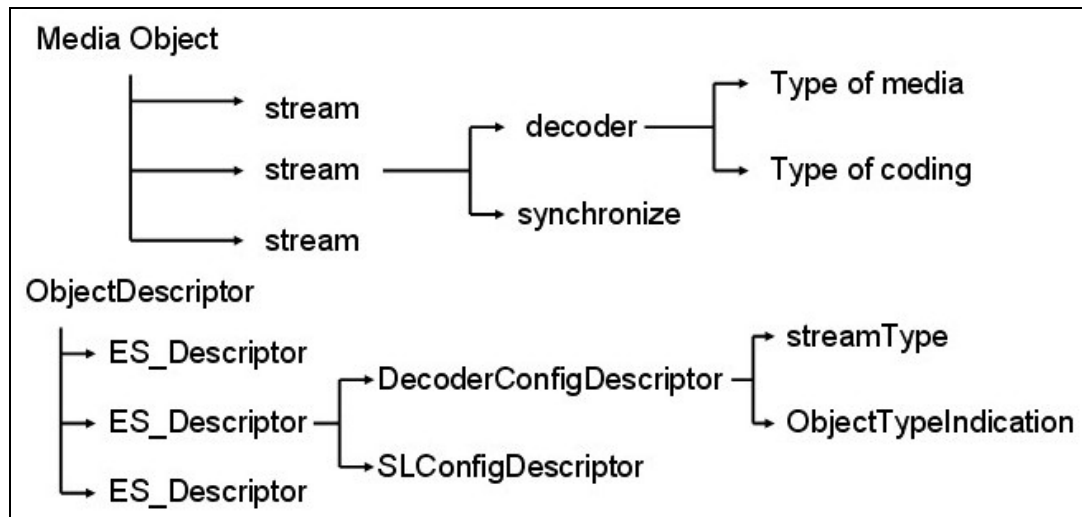 Media Object
stream
stream
stream
decoder
synchronize
Type of media
Type of coding
ObjectDescriptor
ES_Descriptor
ES_Descriptor
ES_Descriptor
DecoderConfigDescriptor
SLConfigDescriptor
streamType
ObjectTypeIndication